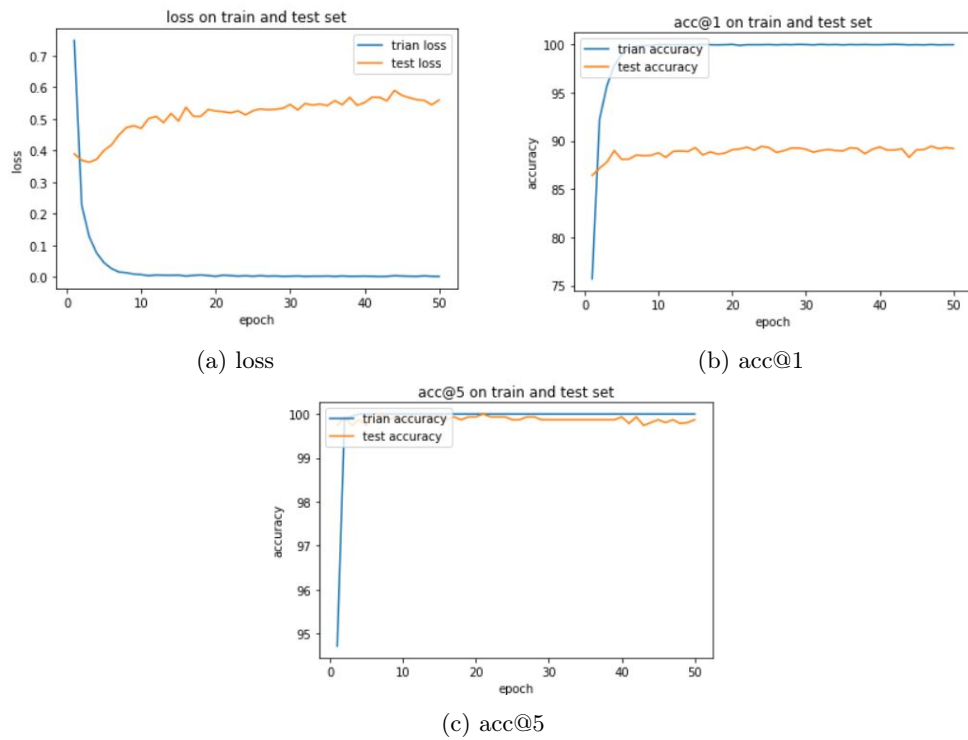 loss on train and test set
0.7
0.6
0.5
0.4
0.3
0.2
0.1
0.0
loss
trian loss
test loss
0 10 20 30 40 50
epoch
(a) loss
acc@1 on train and test set
100
95
90
85
80
75
accuracy
trian accuracy
test accuracy
0 10 20 30 40 50
epoch
(b) acc@1
acc@5 on train and test set
100
99
98
97
96
95
accuracy
trian accuracy
test accuracy
0 10 20 30 40 50
epoch
(c) acc@5